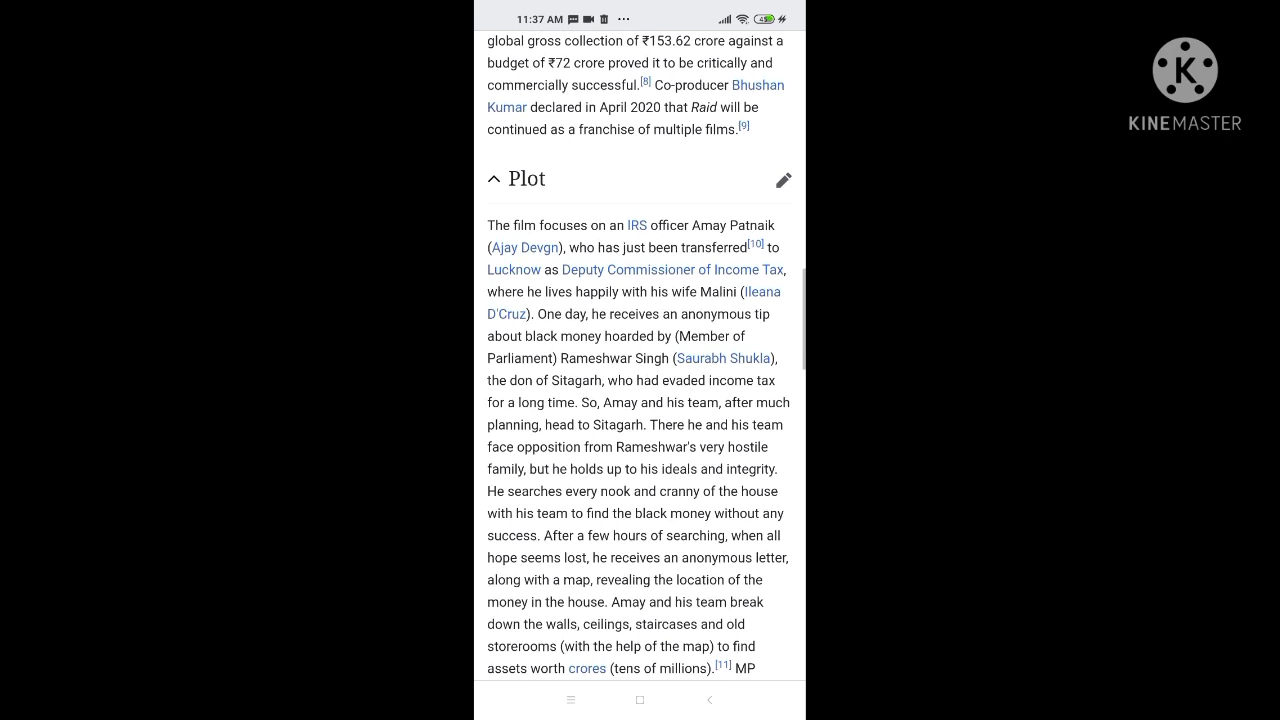 11:37 AM
45
global gross collection of ₹153.62 crore against a
budget of ₹72 crore proved it to be critically and
commercially successful.[8] Co-producer Bhushan
Kumar declared in April 2020 that Raid will be
continued as a franchise of multiple films.[9]
Plot
The film focuses on an IRS officer Amay Patnaik
(Ajay Devgn), who has just been transferred[10] to
Lucknow as Deputy Commissioner of Income Tax,
where he lives happily with his wife Malini (Ileana
D'Cruz). One day, he receives an anonymous tip
about black money hoarded by (Member of
Parliament) Rameshwar Singh (Saurabh Shukla),
the don of Sitagarh, who had evaded income tax
for a long time. So, Amay and his team, after much
planning, head to Sitagarh. There he and his team
face opposition from Rameshwar's very hostile
family, but he holds up to his ideals and integrity.
He searches every nook and cranny of the house
with his team to find the black money without any
success. After a few hours of searching, when all
hope seems lost, he receives an anonymous letter,
along with a map, revealing the location of the
money in the house. Amay and his team break
down the walls, ceilings, staircases and old
storerooms (with the help of the map) to find
assets worth crores (tens of millions).[11] MP
K
KINEMASTER